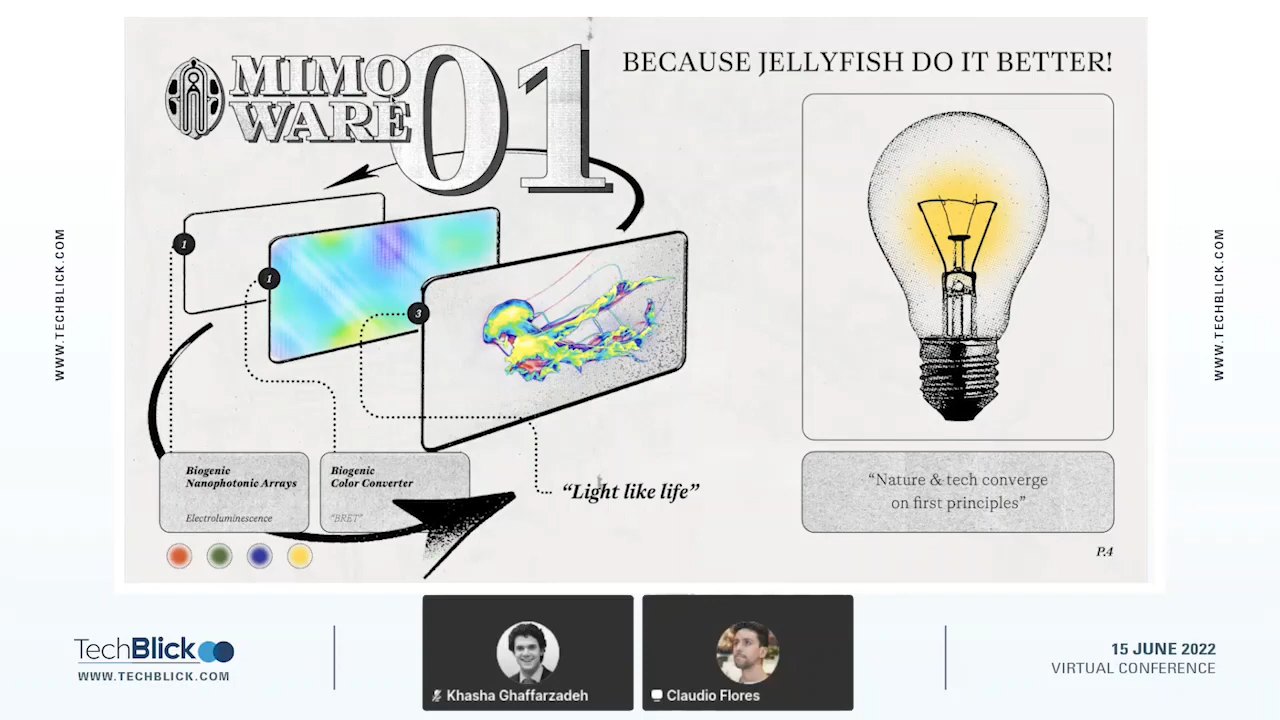 MIMO
WARE
01
BECAUSE JELLYFISH DO IT BETTER!
1
1
3
Biogenic
Nanophotonic Arrays
Electroluminescence
Biogenic
Color Converter
"BRET"
“Light like life”
“Nature & tech converge
on first principles”
P.4
WWW.TECHBLICK.COM
WWW.TECHBLICK.COM
TechBlick
WWW.TECHBLICK.COM
Khasha Ghaffarzadeh
Claudio Flores
15 JUNE 2022
VIRTUAL CONFERENCE